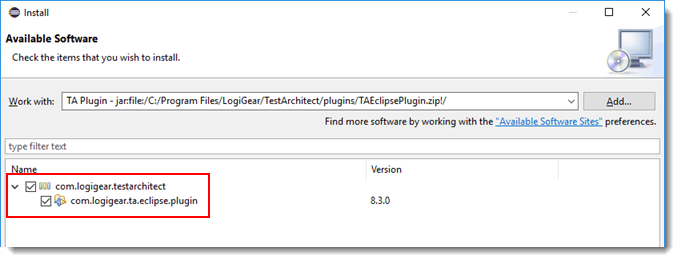 Install
Available Software
Check the items that you wish to install.
Work with: TA Plugin - jar:file:/C:/Program Files/LogiGear/TestArchitect/plugins/TAEclipsePlugin.zip!/ Add...
Find more software by working with the "Available Software Sites" preferences.
type filter text
Name Version
com.logigear.testarchitect
com.logigear.ta.eclipse.plugin 8.3.0